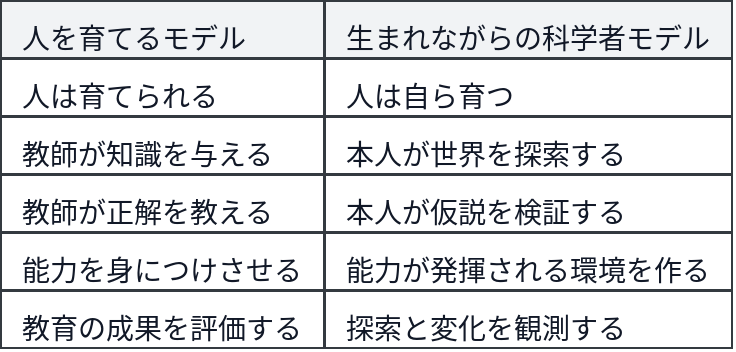 人を育てるモデル	生まれながらの科学者モデル
人は育てられる	人は自ら育つ
教師が知識を与える	本人が世界を探索する
教師が正解を教える	本人が仮説を検証する
能力を身につけさせる	能力が発揮される環境を作る
教育の成果を評価する	探索と変化を観測する